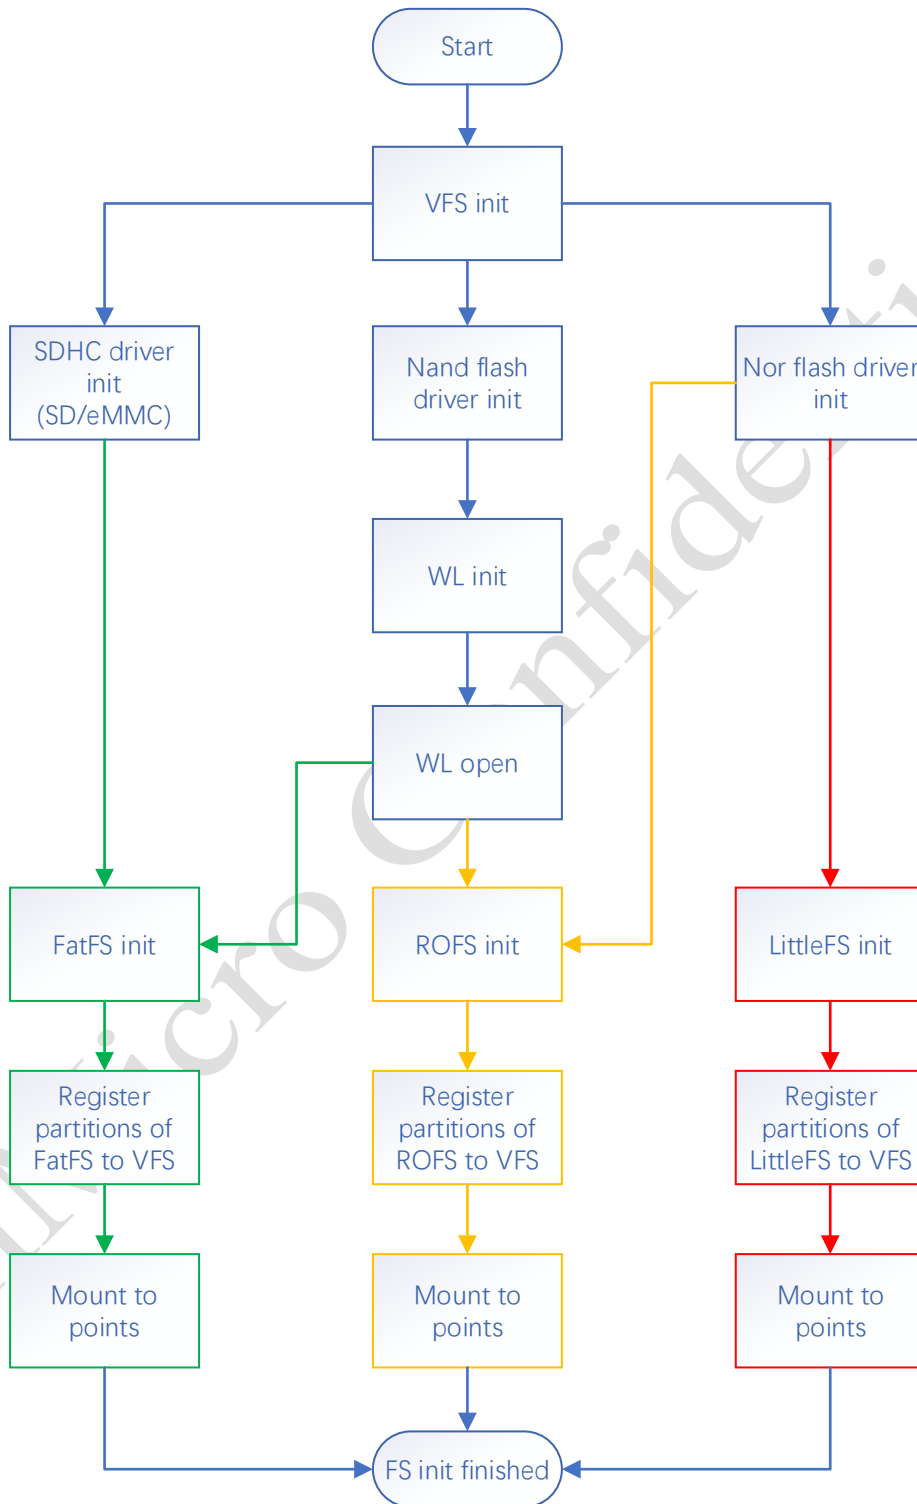 Start
VFS init
SDHC driver
init
(SD/eMMC)
Nand flash
driver init
Nor flash driver
init
WL init
WL open
FatFS init
ROFS init
LittleFS init
Register
partitions of
FatFS to VFS
Register
partitions of
ROFS to VFS
Register
partitions of
LittleFS to VFS
Mount to
points
Mount to
points
Mount to
points
FS init finished